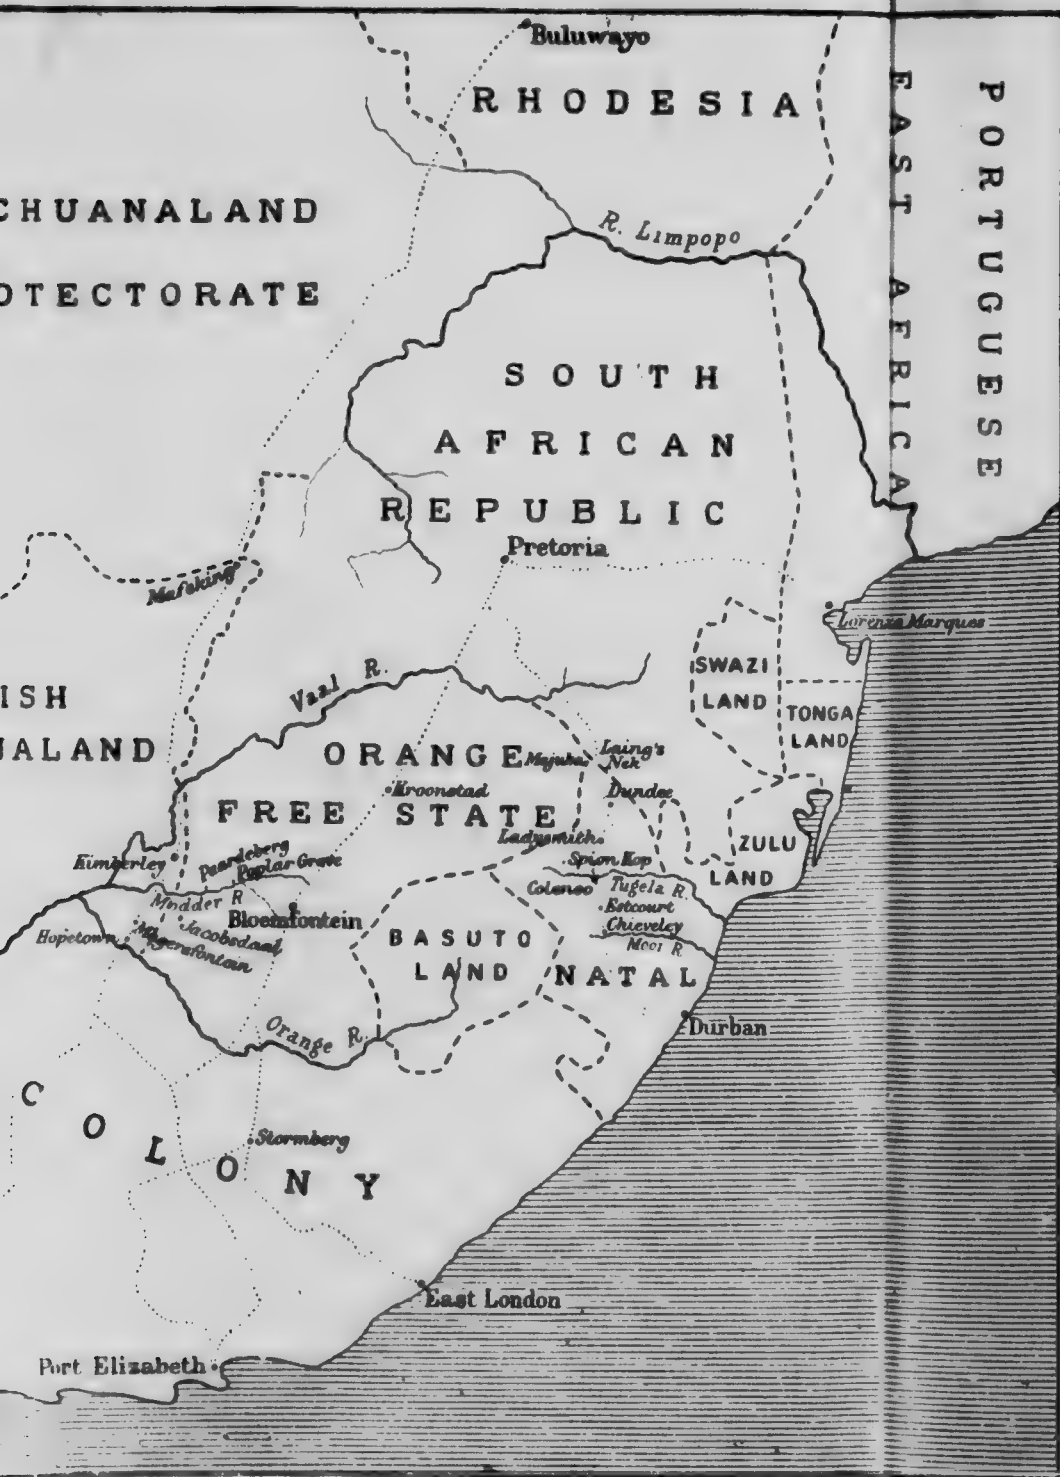 Buluwayo
RHODESIA
EAST AFRICA
PORTUGUESE
CHUANALAND
OTECTORATE
R. Limpopo
SOUTH
AFRICAN
REPUBLIC
Pretoria
Mafeking
Lorenzo Marques
SWAZI
LAND
TONGA
LAND
Vaal R.
ISH
ORANGE
Majuba
Laing's
Nek
Kroonstad
Dundee
FREE STATE
Ladysmith
ZULU
LAND
Kimberley
Paardeberg
Poplar Grove
Spion Kop
Colenso
Tugela R.
Modder R
Bloemfontein
Estcourt
Chieveley
Mooi R
Jacobsdaal
Magersfontein
Hopetown
BASUTO
LAND
NATAL
Durban
Orange R.
COLONY
Stormberg
East London
Port Elizabeth